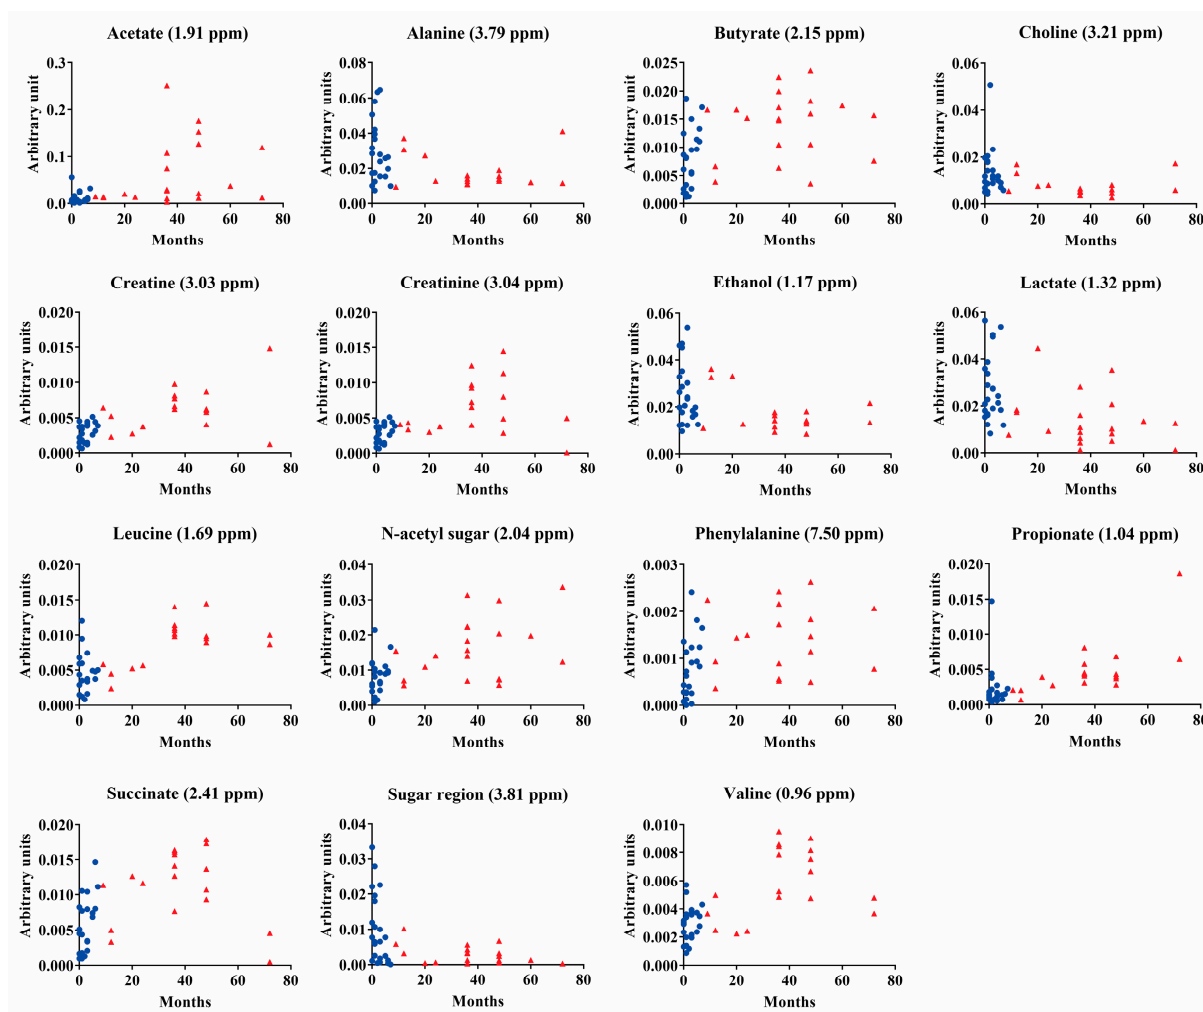 Acetate (1.91 ppm)
Arbitrary unit
0.3
0.2
0.1
0.0
0 20 40 60 80
Months
Alanine (3.79 ppm)
Arbitrary unit
0.08
0.06
0.04
0.02
0.00
0 20 40 60 80
Months
Butyrate (2.15 ppm)
Arbitrary unit
0.025
0.020
0.015
0.010
0.005
0.000
0 20 40 60 80
Months
Choline (3.21 ppm)
Arbitrary unit
0.06
0.04
0.02
0.00
0 20 40 60 80
Months
Creatine (3.03 ppm)
Arbitrary units
0.020
0.015
0.010
0.005
0.000
0 20 40 60 80
Months
Creatinine (3.04 ppm)
Arbitrary units
0.020
0.015
0.010
0.005
0.000
0 20 40 60 80
Months
Ethanol (1.17 ppm)
Arbitrary units
0.06
0.04
0.02
0.00
0 20 40 60 80
Months
Lactate (1.32 ppm)
Arbitrary units
0.06
0.04
0.02
0.00
0 20 40 60 80
Months
Leucine (1.69 ppm)
Arbitrary units
0.020
0.015
0.010
0.005
0.000
0 20 40 60 80
Months
N-acetyl sugar (2.04 ppm)
Arbitrary units
0.04
0.03
0.02
0.01
0.00
0 20 40 60 80
Months
Phenylalanine (7.50 ppm)
Arbitrary units
0.003
0.002
0.001
0.000
0 20 40 60 80
Months
Propionate (1.04 ppm)
Arbitrary units
0.020
0.015
0.010
0.005
0.000
0 20 40 60 80
Months
Succinate (2.41 ppm)
Arbitrary units
0.020
0.015
0.010
0.005
0.000
0 20 40 60 80
Months
Sugar region (3.81 ppm)
Arbitrary units
0.04
0.03
0.02
0.01
0.00
0 20 40 60 80
Months
Valine (0.96 ppm)
Arbitrary units
0.010
0.008
0.006
0.004
0.002
0.000
0 20 40 60 80
Months